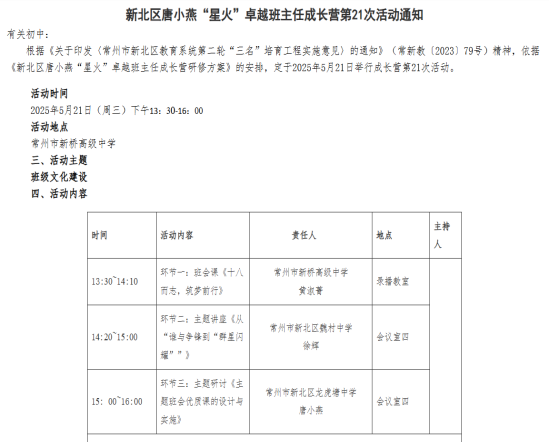 新北区唐小燕“星火”卓越班主任成长营第21次活动通知
有关初中：
根据《关于印发〈常州市新北区教育系统第二轮“三名”培育工程实施意见〉的通知》（常新教〔2023〕79号）精神，依据
《新北区唐小燕“星火”卓越班主任成长营研修方案》的安排，定于2025年5月21日举行成长营第21次活动。
活动时间
2025年5月21日（周三）下午13：30-16：00
活动地点
常州市新桥高级中学
三、活动主题
班级文化建设
四、活动内容
时间
活动内容
责任人
地点
主持
人
13:30~14:10
环节一：班会课《十八
而志，筑梦前行》
常州市新桥高级中学
黄淑菁
录播教室
14:20~15:00
环节二：主题讲座《从
“谁与争锋到“群星闪
耀””》
常州市新北区魏村中学
徐辉
会议室四
15：00~16:00
环节三：主题研讨《主
题班会优质课的设计与
实施》
常州市新北区龙虎塘中学
唐小燕
会议室四